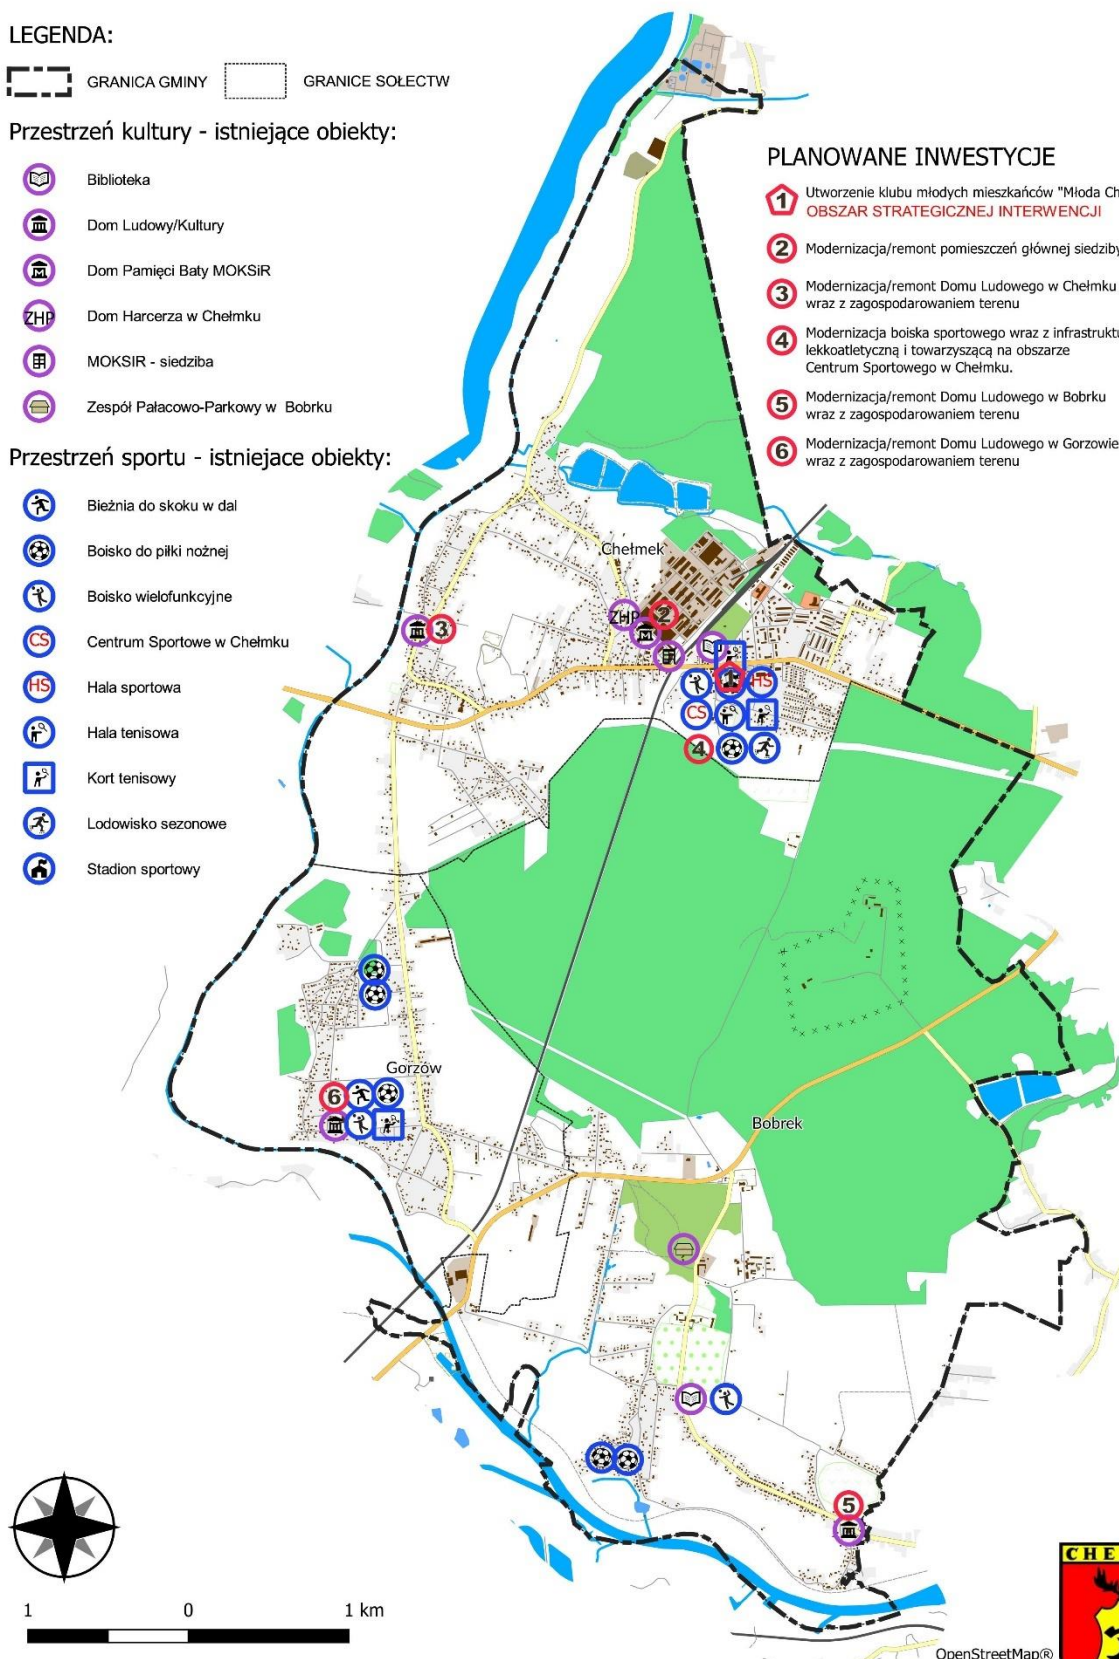 LEGENDA:
GRANICA GMINY
GRANICE SOŁECTW
Przestrzeń kultury - istniejące obiekty:
Biblioteka
Dom Ludowy/Kultury
Dom Pamięci Baty MOKSiR
ZHP Dom Harcerza w Chełmku
MOKSIR - siedziba
Zespół Pałacowo-Parkowy w Bobrku
Przestrzeń sportu - istniejace obiekty:
Bieżnia do skoku w dal
Boisko do piłki nożnej
Boisko wielofunkcyjne
CS Centrum Sportowe w Chełmku
HS Hala sportowa
Hala tenisowa
Kort tenisowy
Lodowisko sezonowe
Stadion sportowy
PLANOWANE INWESTYCJE
1 Utworzenie klubu młodych mieszkańców "Młoda Ch
OBSZAR STRATEGICZNEJ INTERWENCJI
2 Modernizacja/remont pomieszczeń głównej siedziby
3 Modernizacja/remont Domu Ludowego w Chełmku
wraz z zagospodarowaniem terenu
4 Modernizacja boiska sportowego wraz z infrastruktu
lekkoatletyczną i towarzyszącą na obszarze
Centrum Sportowego w Chełmku.
5 Modernizacja/remont Domu Ludowego w Bobrku
wraz z zagospodarowaniem terenu
6 Modernizacja/remont Domu Ludowego w Gorzowie
wraz z zagospodarowaniem terenu
Chełmek
ZHP
2
3
HS
CS
4
Gorzów
6
Bobrek
5
1 0 1 km
CHE
OpenStreetMap®